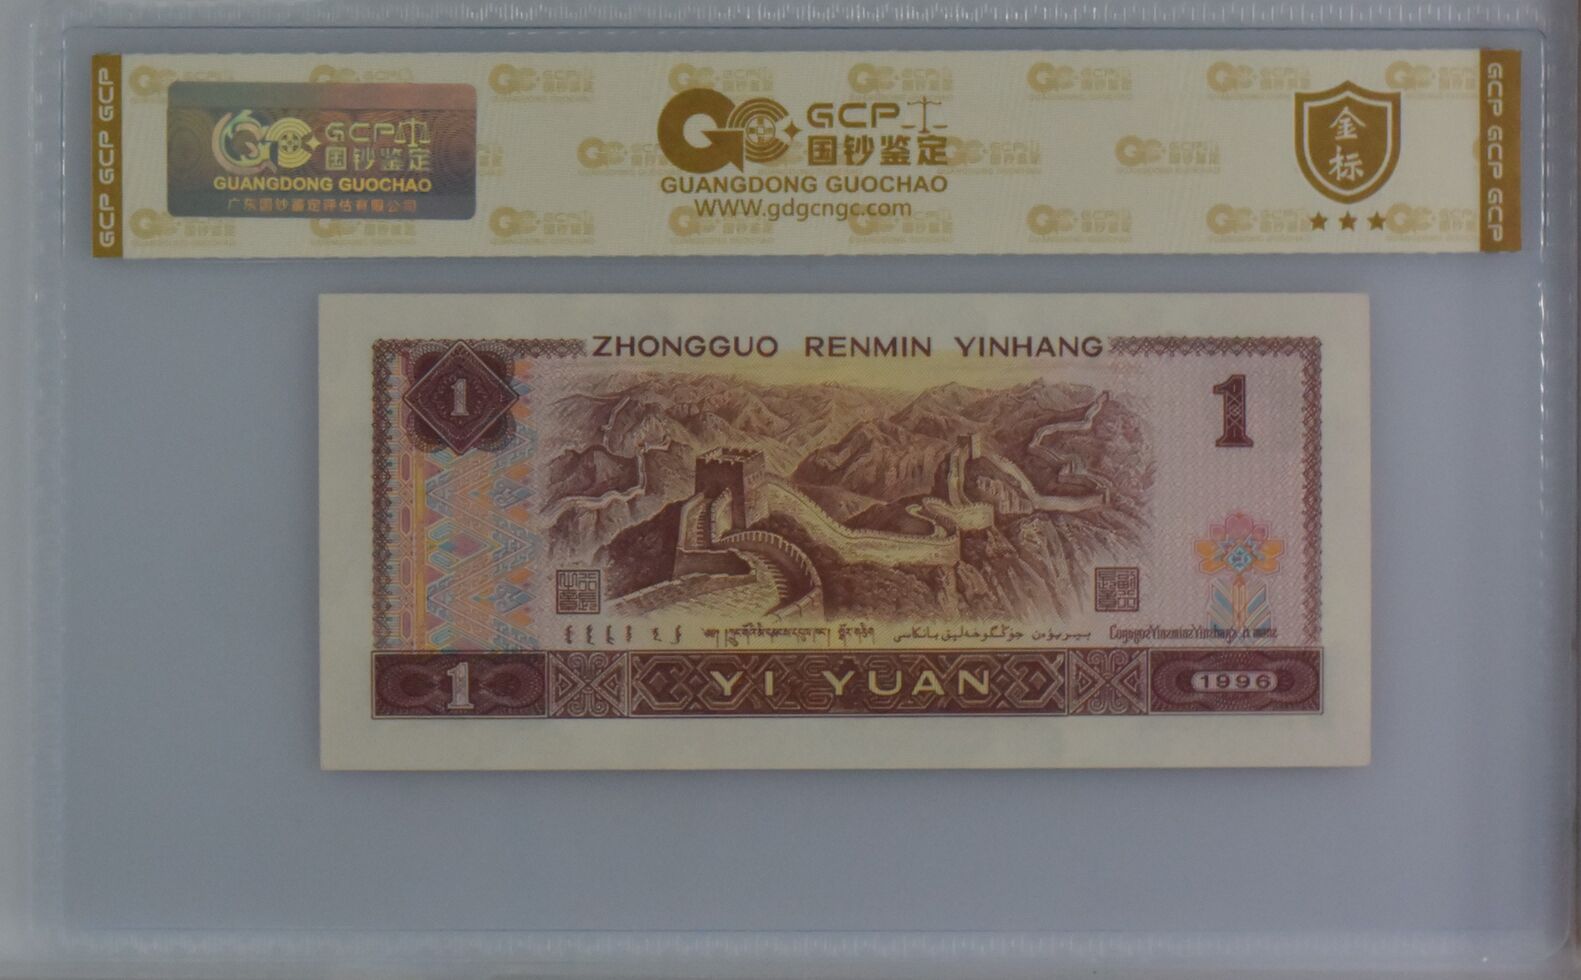 GCP GCP GCP
GCP
国钞鉴定
GUANGDONG GUOCHAO
广东国钞鉴定评估有限公司
GCP
国钞鉴定
GUANGDONG GUOCHAO
www.gdgcngc.com
金
标
GCP GCP GCP
ZHONGGUO RENMIN YINHANG
1
1
1
YI YUAN
1996